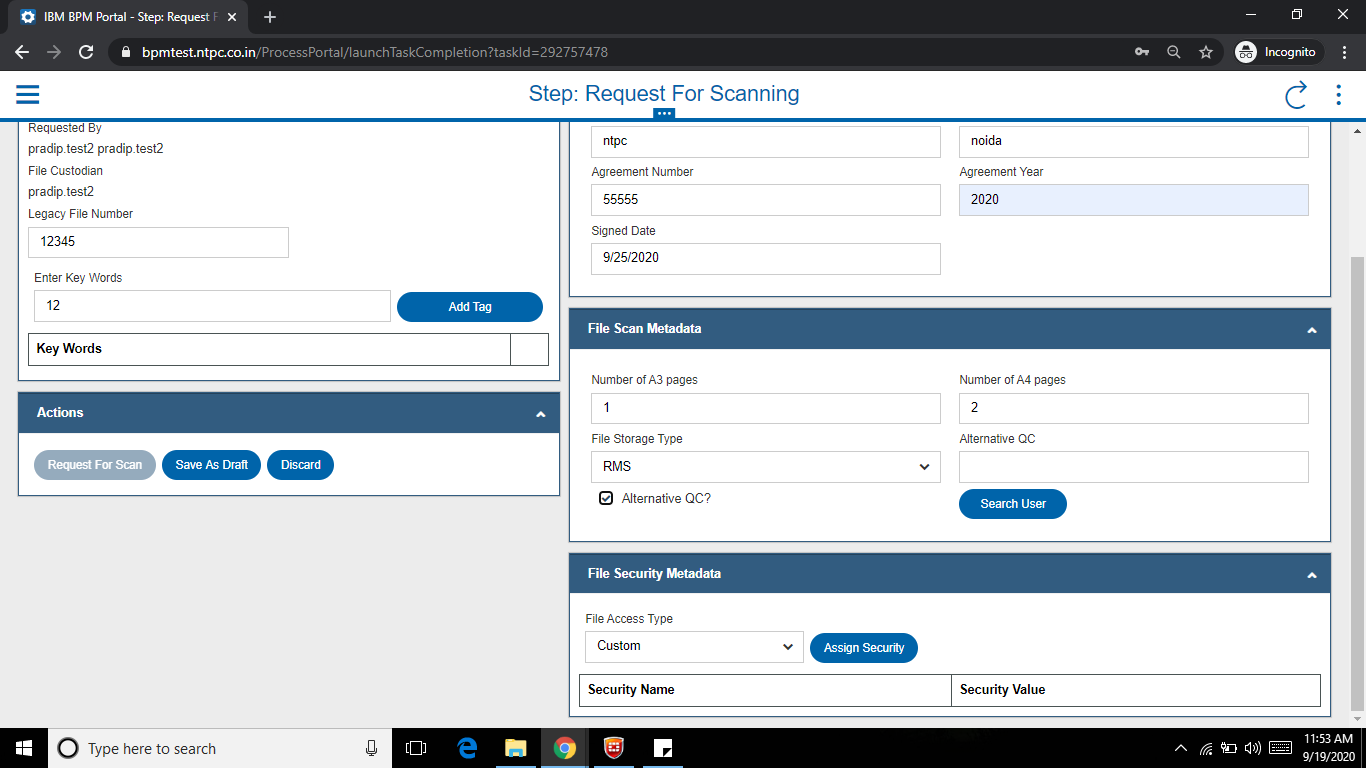 IBM BPM Portal - Step: Request F
bpmtest.ntpc.co.in/ProcessPortal/launchTaskCompletion?taskId=292757478
Incognito
Step: Request For Scanning
Requested By
pradip.test2 pradip.test2
File Custodian
pradip.test2
Legacy File Number
12345
Enter Key Words
12
Add Tag
Key Words
Actions
Request For Scan
Save As Draft
Discard
ntpc
noida
Agreement Number
Agreement Year
55555
2020
Signed Date
9/25/2020
File Scan Metadata
Number of A3 pages
Number of A4 pages
1
2
File Storage Type
Alternative QC
RMS
Alternative QC?
Search User
File Security Metadata
File Access Type
Custom
Assign Security
Security Name
Security Value
Type here to search
11:53 AM
9/19/2020